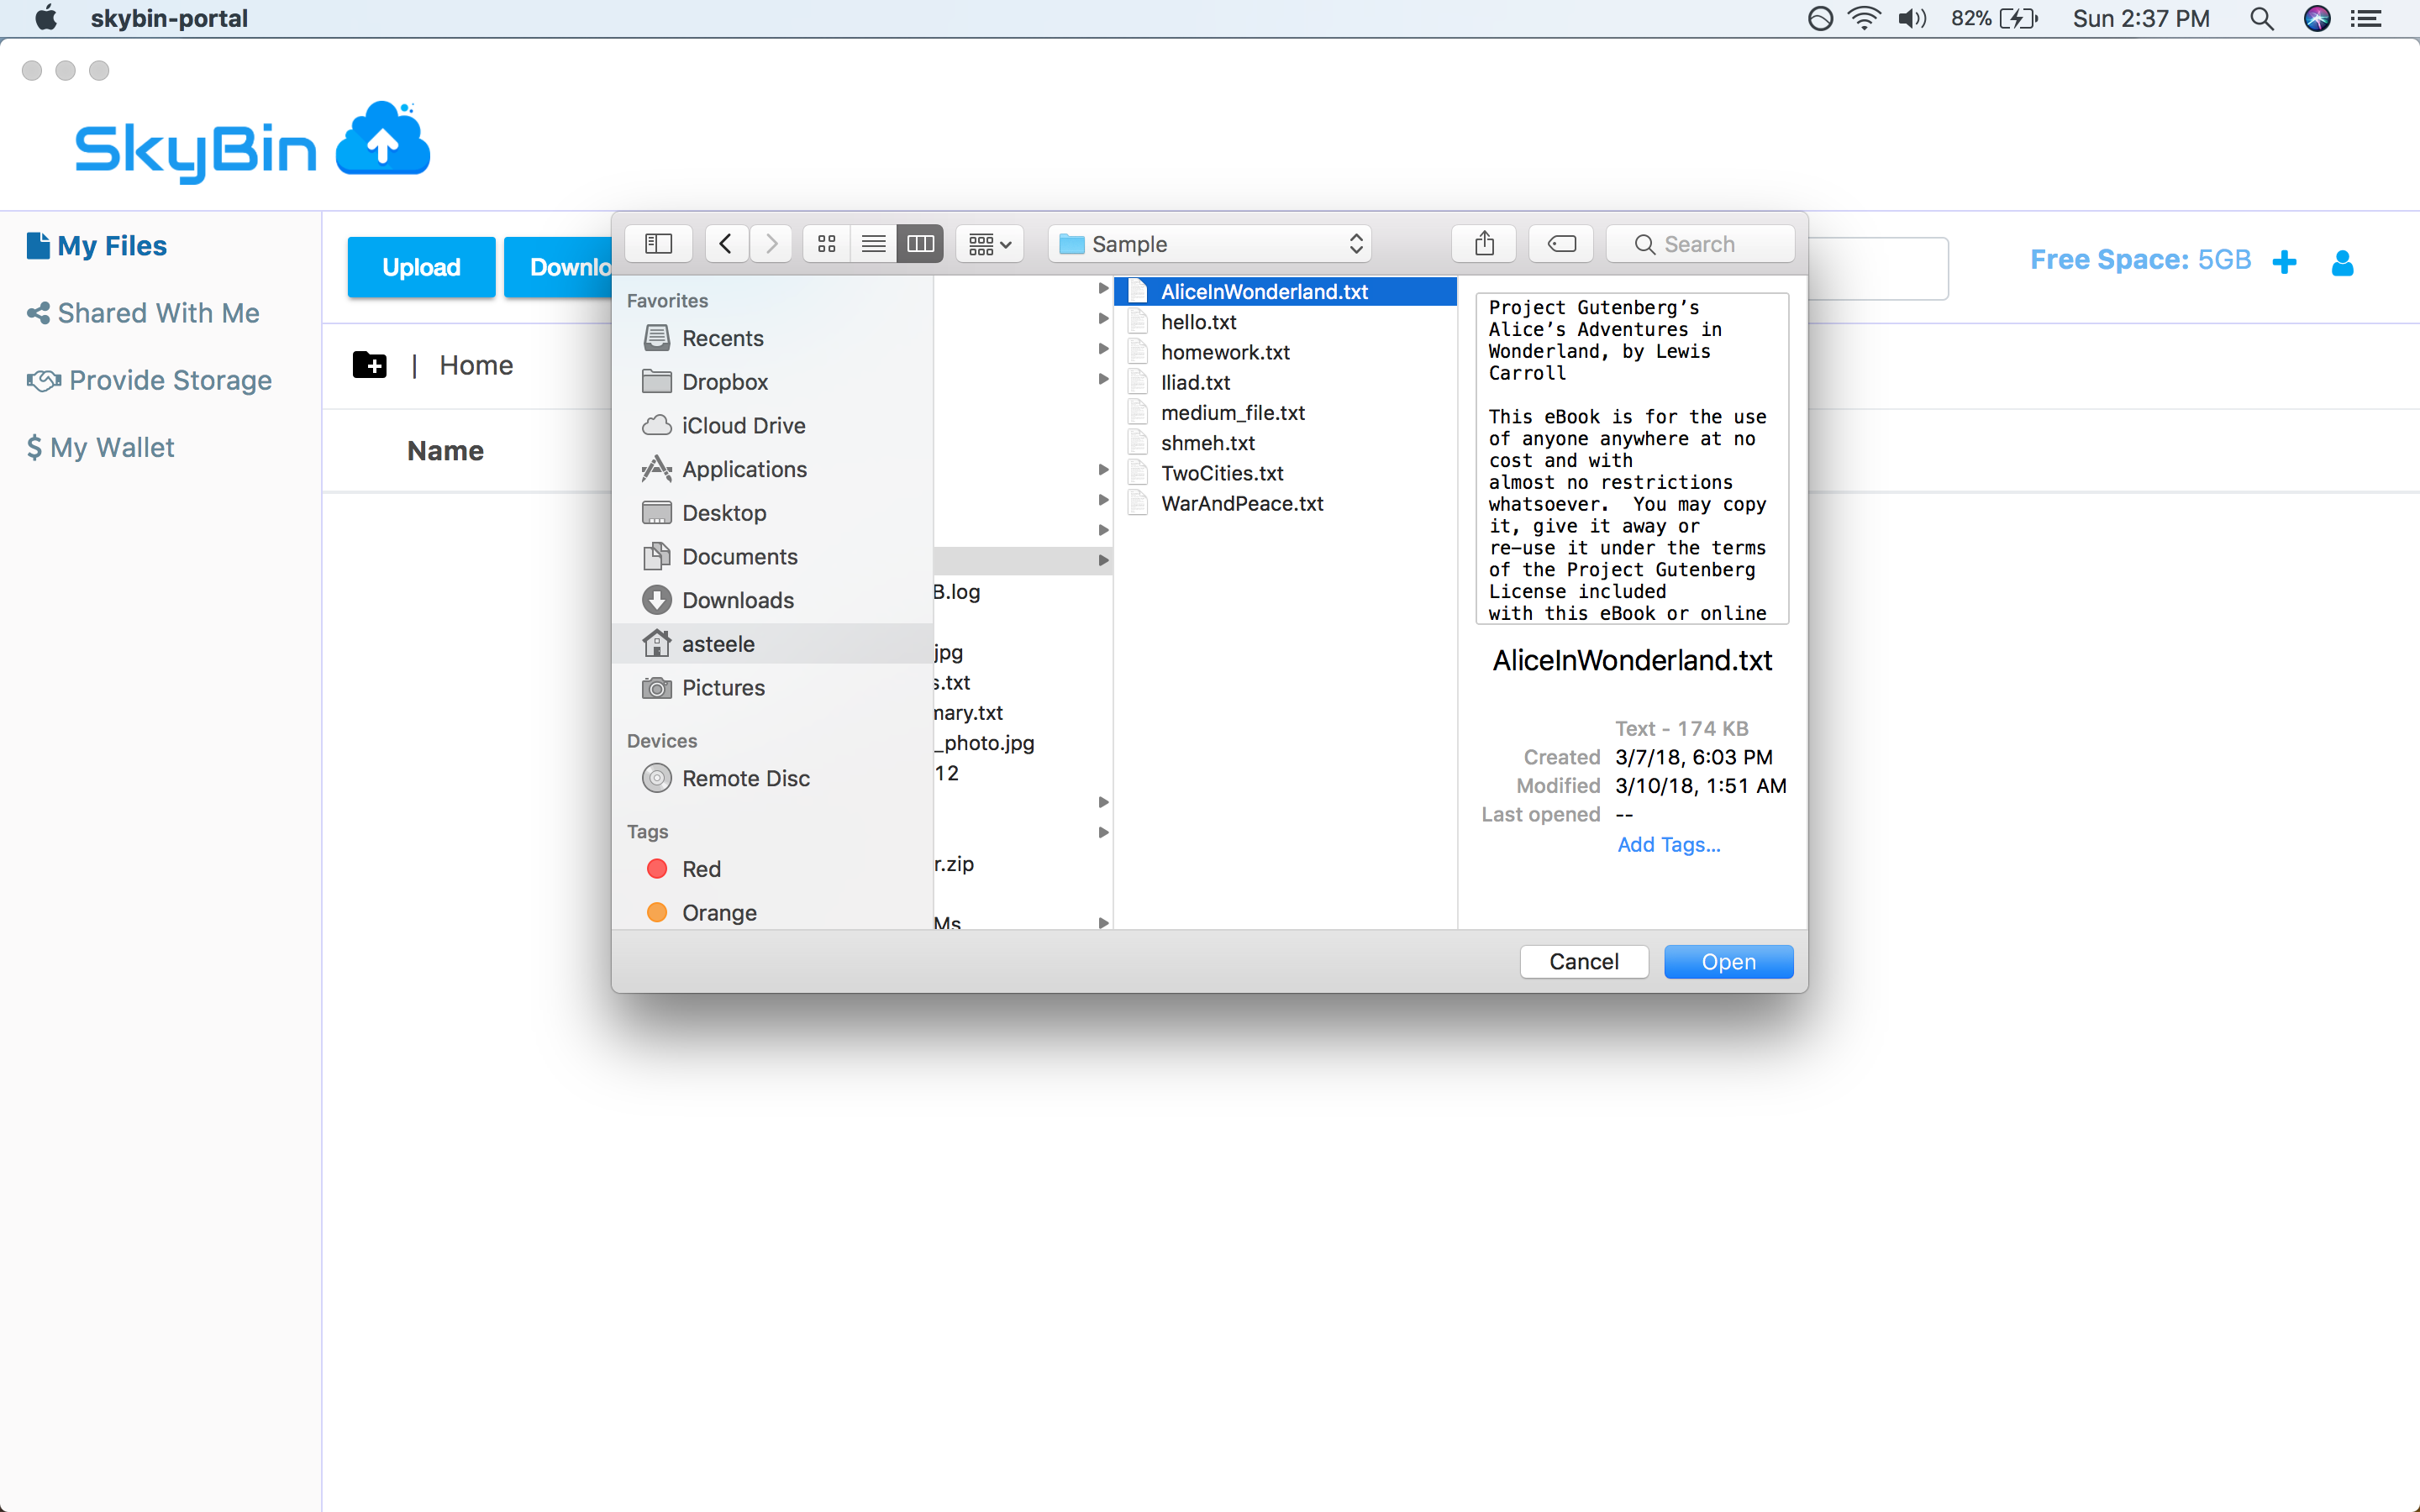 skybin-portal
82%
Sun 2:37 PM
SkyBin
My Files
Shared With Me
Provide Storage
$ My Wallet
Upload
Downlo
Free Space: 5GB
| Home
Name
Sample
Search
Favorites
Recents
Dropbox
iCloud Drive
Applications
Desktop
Documents
Downloads
asteele
Pictures
Devices
Remote Disc
Tags
Red
Orange
B.log
jpg
s.txt
mary.txt
_photo.jpg
12
r.zip
Ms
AliceInWonderland.txt
hello.txt
homework.txt
Iliad.txt
medium_file.txt
shmeh.txt
TwoCities.txt
WarAndPeace.txt
Project Gutenberg’s
Alice’s Adventures in
Wonderland, by Lewis
Carroll
This eBook is for the use
of anyone anywhere at no
cost and with
almost no restrictions
whatsoever.  You may copy
it, give it away or
re-use it under the terms
of the Project Gutenberg
License included
with this eBook or online
AliceInWonderland.txt
Text - 174 KB
Created 3/7/18, 6:03 PM
Modified 3/10/18, 1:51 AM
Last opened --
Add Tags...
Cancel
Open